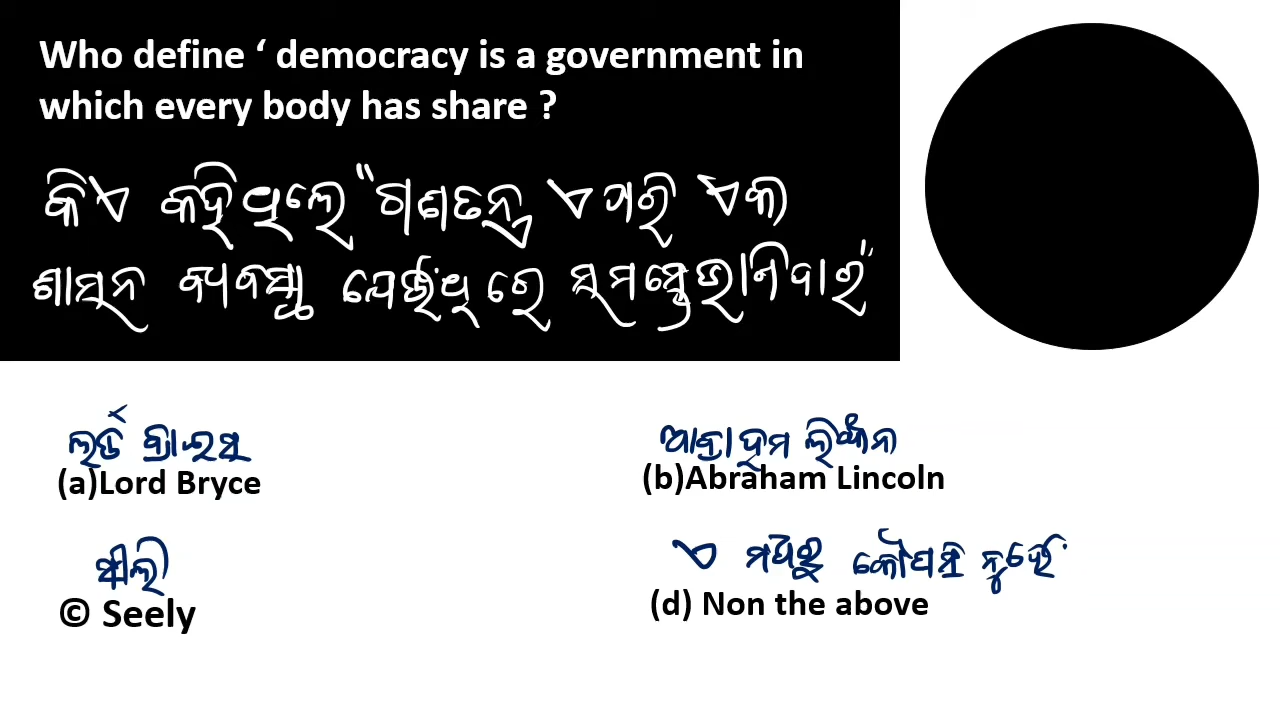 Who define ‘ democracy is a government in
which every body has share ?
କିଏ କହିଥିଲେ "ଗଣତନ୍ତ୍ର ଏପରି ଏକ
ଶାସନ ବ୍ୟବସ୍ଥା ଯେଉଁଥିରେ ସମସ୍ତେ ଭାଗିଦାର"
ଲର୍ଡ ବ୍ରାଇସ
(a)Lord Bryce
ଆବ୍ରାହମ ଲିଙ୍କନ
(b)Abraham Lincoln
ସିଲୀ
© Seely
ଏ ମଧ୍ୟରୁ କୌଣସି ନୁହେଁ
(d) Non the above